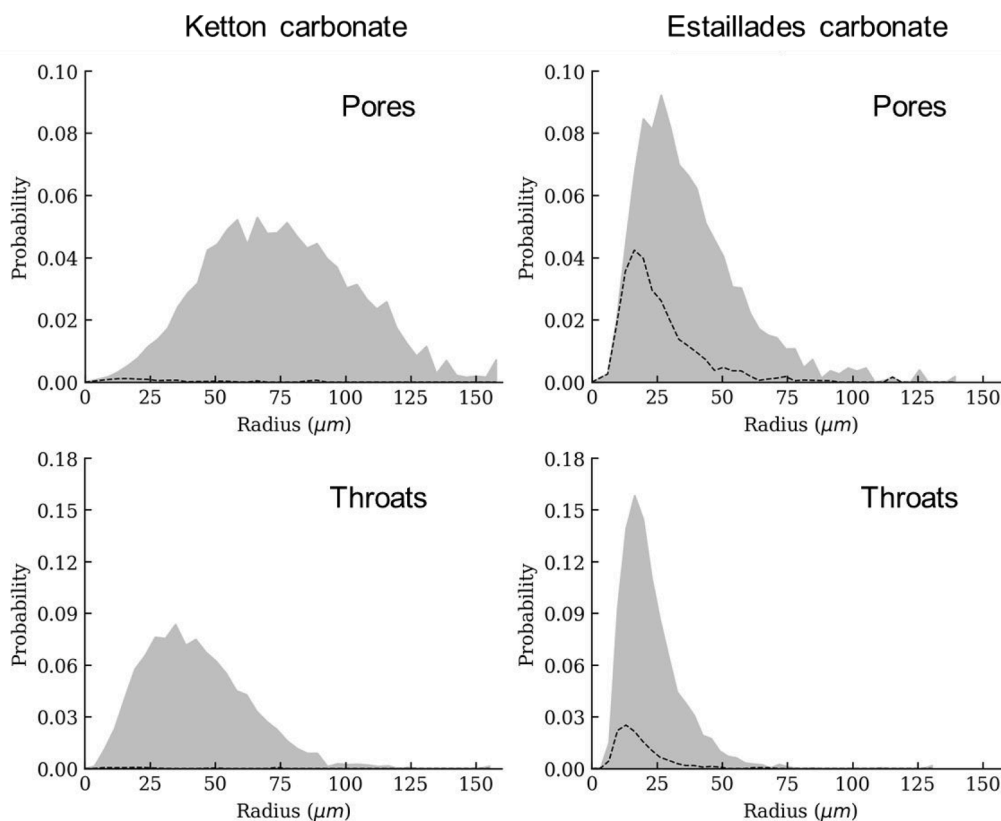 Ketton carbonate
Estaillades carbonate
Pores
0.10
0.08
0.06
0.04
0.02
0.00
Probability
0 25 50 75 100 125 150
Radius (μm)
Pores
0.10
0.08
0.06
0.04
0.02
0.00
Probability
0 25 50 75 100 125 150
Radius (μm)
Throats
0.18
0.15
0.12
0.09
0.06
0.03
0.00
Probability
0 25 50 75 100 125 150
Radius (μm)
Throats
0.18
0.15
0.12
0.09
0.06
0.03
0.00
Probability
0 25 50 75 100 125 150
Radius (μm)